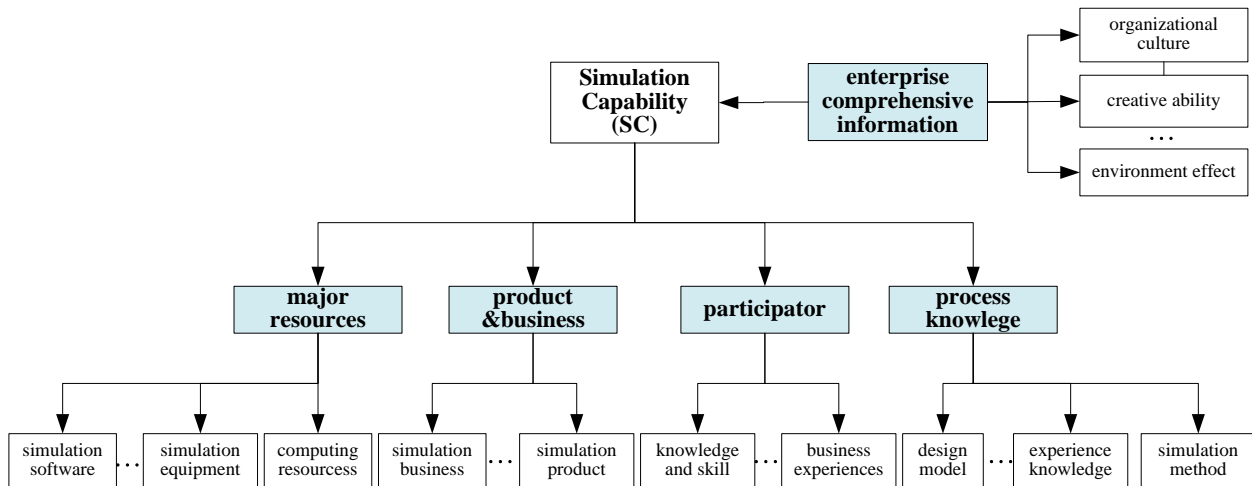 organizational
culture
Simulation
Capability
(SC)
enterprise
comprehensive
information
creative ability
...
environment effect
major
resources
product
&business
participator
process
knowlege
simulation
software
...
simulation
equipment
computing
resourcess
simulation
business
...
simulation
product
knowledge
and skill
...
business
experiences
design
model
...
experience
knowledge
simulation
method